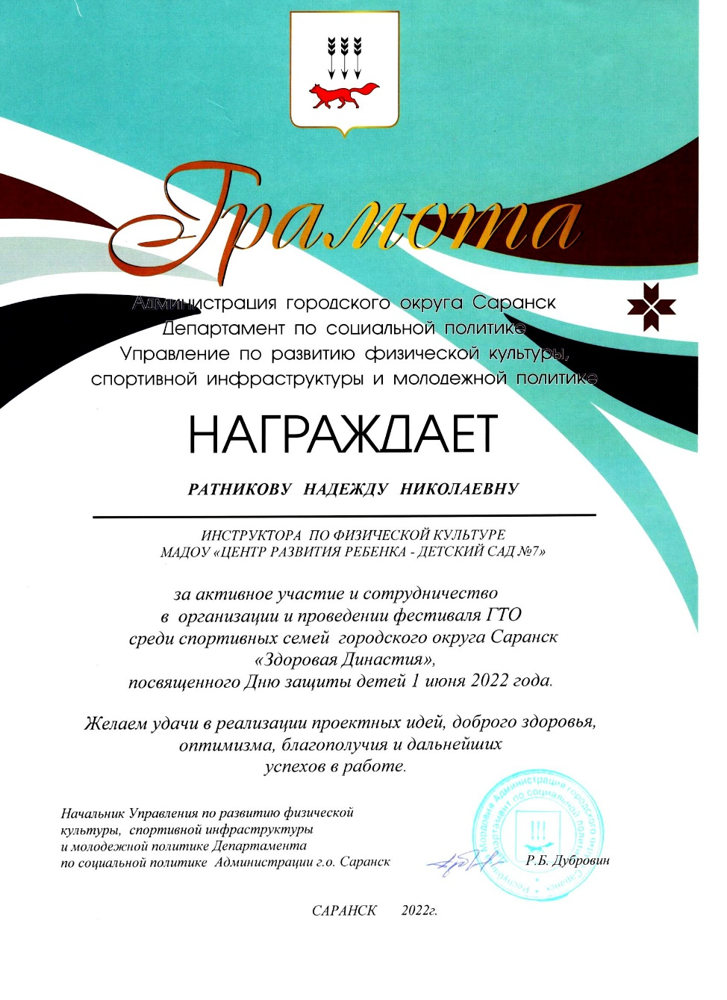 Грамота
Администрация городского округа Саранск
Департамент по социальной политике
Управление по развитию физической культуры,
спортивной инфраструктуры и молодежной политике
НАГРАЖДАЕТ
РАТНИКОВУ НАДЕЖДУ НИКОЛАЕВНУ
ИНСТРУКТОРА ПО ФИЗИЧЕСКОЙ КУЛЬТУРЕ
МАДОУ «ЦЕНТР РАЗВИТИЯ РЕБЕНКА - ДЕТСКИЙ САД №7»
за активное участие и сотрудничество
в организации и проведении фестиваля ГТО
среди спортивных семей городского округа Саранск
«Здоровая Династия»,
посвященного Дню защиты детей 1 июня 2022 года.
Желаем удачи в реализации проектных идей, доброго здоровья,
оптимизма, благополучия и дальнейших
успехов в работе.
Начальник Управления по развитию физической
культуры, спортивной инфраструктуры
и молодежной политике Департамента
по социальной политике Администрации г.о. Саранск
Р.Б. Дубровин
Республика Мордовия Администрация городского округа Саранск
Департамент по социальной политике
САРАНСК 2022г.